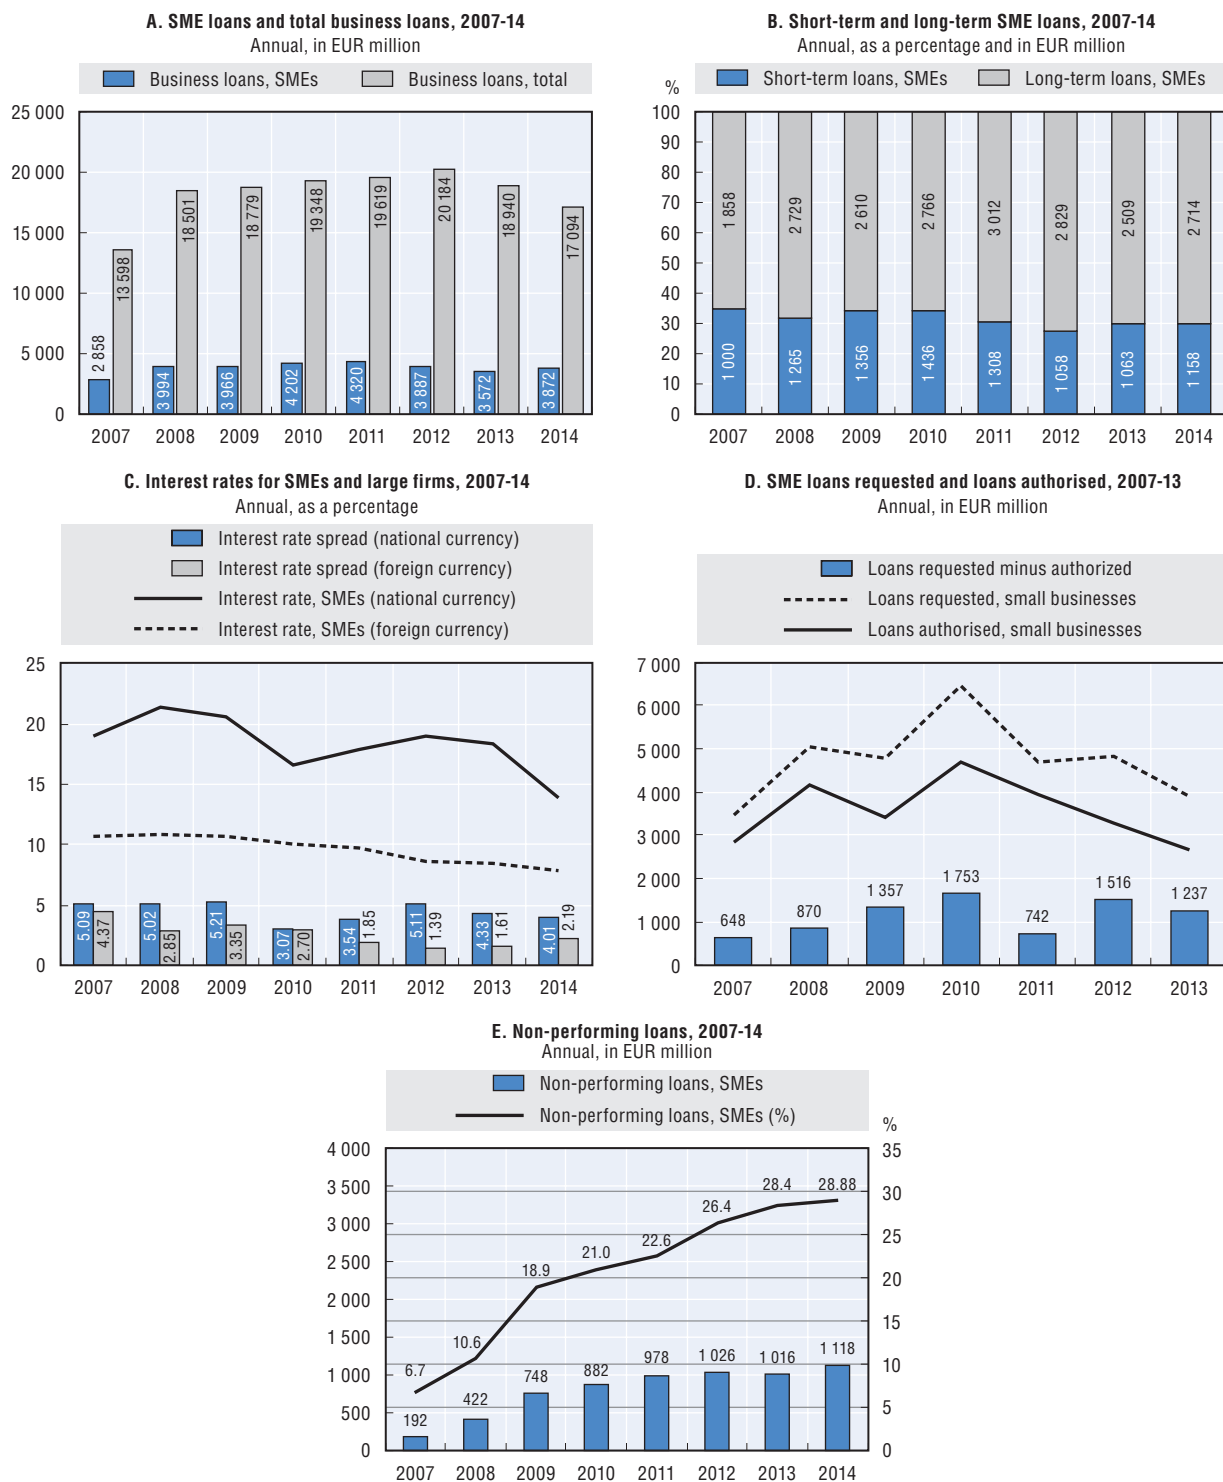 A. SME loans and total business loans, 2007-14
Annual, in EUR million
Business loans, SMEs Business loans, total
25 000
20 000
15 000
10 000
5 000
0
2 858 13 598 3 994 18 501 3 966 18 779 4 202 19 348 4 320 19 619 3 887 20 184 3 572 18 940 3 872 17 094
2007 2008 2009 2010 2011 2012 2013 2014
B. Short-term and long-term SME loans, 2007-14
Annual, as a percentage and in EUR million
Short-term loans, SMEs Long-term loans, SMEs
%
100
90
80
70
60
50
40
30
20
10
0
1 858 2 729 2 610 2 766 3 012 2 829 2 509 2 714
1 000 1 265 1 356 1 436 1 308 1 058 1 063 1 158
2007 2008 2009 2010 2011 2012 2013 2014
C. Interest rates for SMEs and large firms, 2007-14
Annual, as a percentage
Interest rate spread (national currency)
Interest rate spread (foreign currency)
Interest rate, SMEs (national currency)
Interest rate, SMEs (foreign currency)
25
20
15
10
5
0
5.09 4.37 5.02 2.85 5.21 3.35 3.07 2.70 3.54 1.85 5.11 1.39 4.33 1.61 4.01 2.19
2007 2008 2009 2010 2011 2012 2013 2014
D. SME loans requested and loans authorised, 2007-13
Annual, in EUR million
Loans requested minus authorized
Loans requested, small businesses
Loans authorised, small businesses
7 000
6 000
5 000
4 000
3 000
2 000
1 000
0
648 870 1 357 1 753 742 1 516 1 237
2007 2008 2009 2010 2011 2012 2013
E. Non-performing loans, 2007-14
Annual, in EUR million
Non-performing loans, SMEs
Non-performing loans, SMEs (%)
%
4 000
3 500
3 000
2 500
2 000
1 500
1 000
500
0
35
30
25
20
15
10
5
0
6.7 10.6 18.9 21.0 22.6 26.4 28.4 28.88
192 422 748 882 978 1 026 1 016 1 118
2007 2008 2009 2010 2011 2012 2013 2014